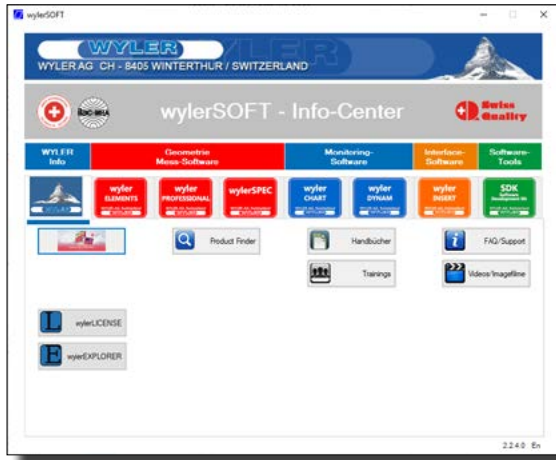 wylerSOFT
WYLER
WYLER AG CH - 8405 WINTERTHUR / SWITZERLAND
wylerSOFT - Info-Center
Swiss Quality
WYLER Info
Geometrie Mess-Software
Monitoring-Software
Interface-Software
Software-Tools
wyler ELEMENTS
wyler PROFESSIONAL
wylerSPEC
wyler CHART
wyler DYNAM
wyler INSERT
SDK
Product Finder
Handbücher
FAQ/Support
Trainings
Videos/Imagefilme
L wylerLICENSE
E wylerEXPLORER
2.2.4.0 En